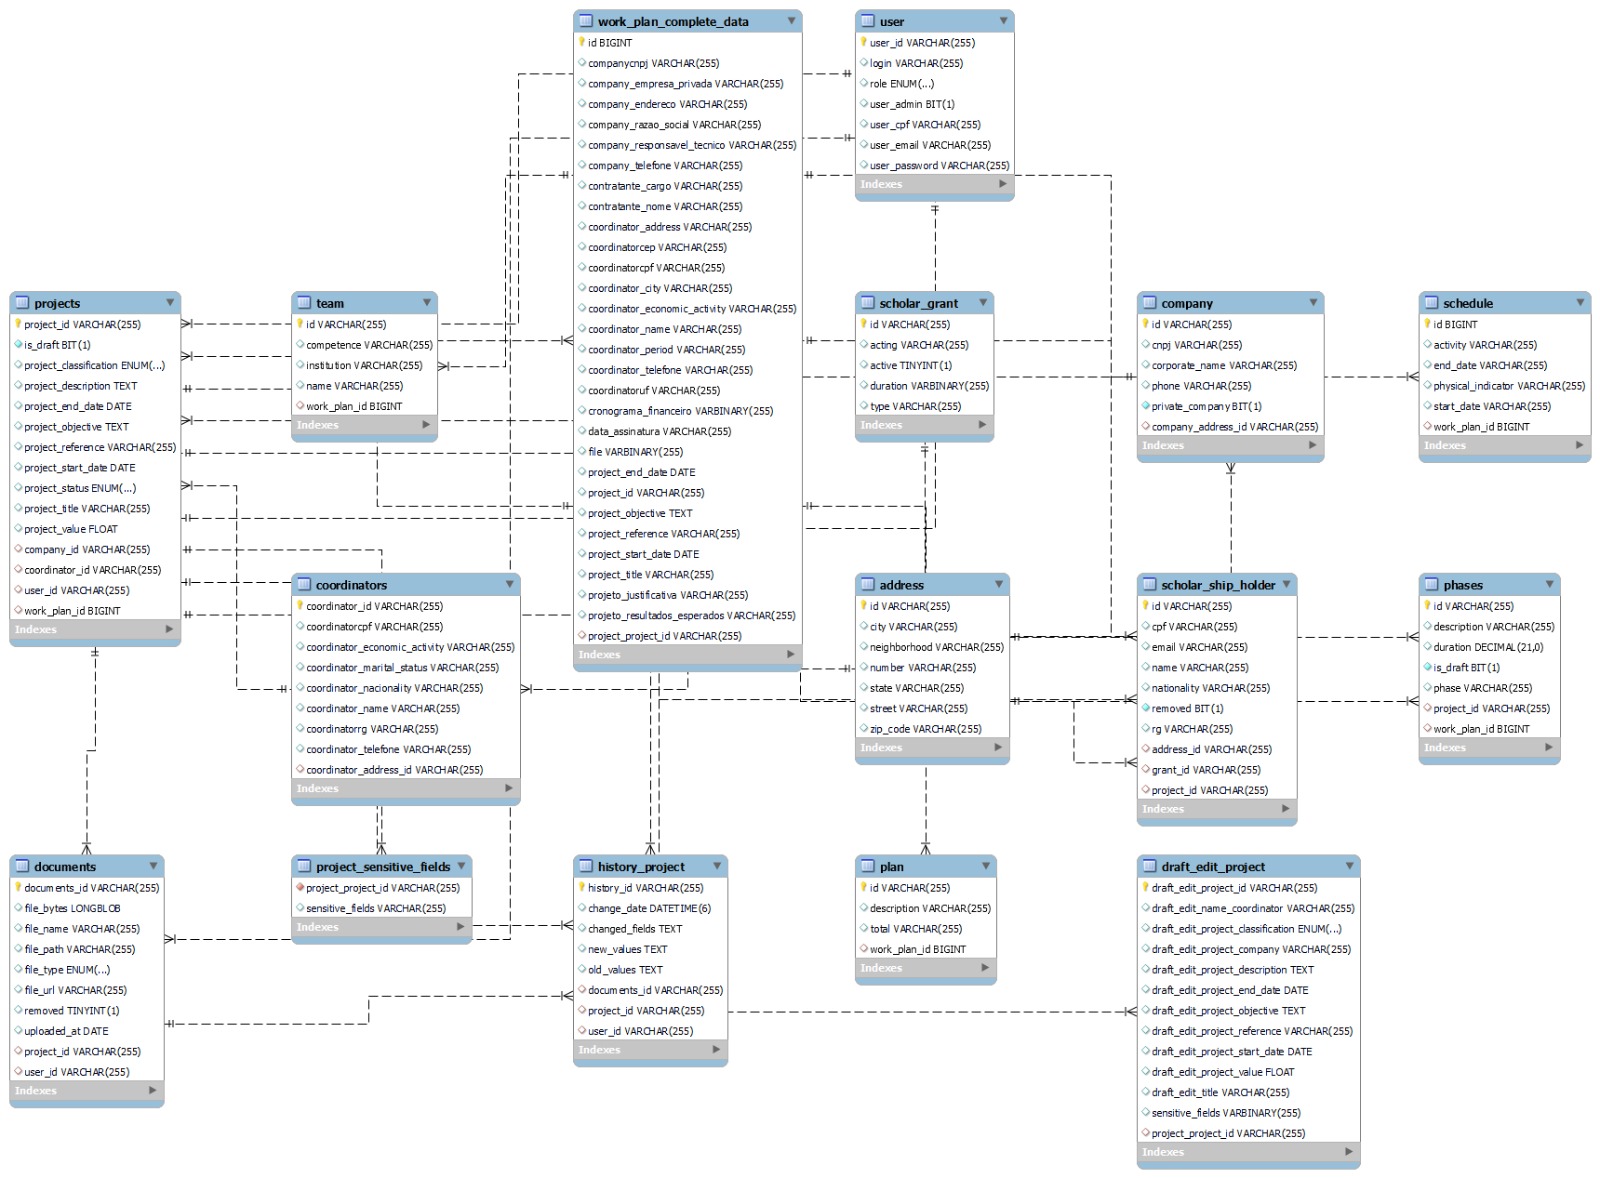 work_plan_complete_data
id BIGINT
companycnpj VARCHAR(255)
company_empresa_privada VARCHAR(255)
company_endereco VARCHAR(255)
company_razao_social VARCHAR(255)
company_responsavel_tecnico VARCHAR(255)
company_telefone VARCHAR(255)
contratante_cargo VARCHAR(255)
contratante_nome VARCHAR(255)
coordinator_address VARCHAR(255)
coordinatorcep VARCHAR(255)
coordinatorcpf VARCHAR(255)
coordinator_city VARCHAR(255)
coordinator_economic_activity VARCHAR(255)
coordinator_name VARCHAR(255)
coordinator_period VARCHAR(255)
coordinator_telefone VARCHAR(255)
coordinatoruf VARCHAR(255)
cronograma_financeiro VARBINARY(255)
data_assinatura VARCHAR(255)
file VARBINARY(255)
project_end_date DATE
project_id VARCHAR(255)
project_objective TEXT
project_reference VARCHAR(255)
project_start_date DATE
project_title VARCHAR(255)
projeto_justificativa VARCHAR(255)
projeto_resultados_esperados VARCHAR(255)
project_project_id VARCHAR(255)
Indexes
user
user_id VARCHAR(255)
login VARCHAR(255)
role ENUM(...)
user_admin BIT(1)
user_cpf VARCHAR(255)
user_email VARCHAR(255)
user_password VARCHAR(255)
Indexes
projects
project_id VARCHAR(255)
is_draft BIT(1)
project_classification ENUM(...)
project_description TEXT
project_end_date DATE
project_objective TEXT
project_reference VARCHAR(255)
project_start_date DATE
project_status ENUM(...)
project_title VARCHAR(255)
project_value FLOAT
company_id VARCHAR(255)
coordinator_id VARCHAR(255)
user_id VARCHAR(255)
work_plan_id BIGINT
Indexes
team
id VARCHAR(255)
competence VARCHAR(255)
institution VARCHAR(255)
name VARCHAR(255)
work_plan_id BIGINT
Indexes
scholar_grant
id VARCHAR(255)
acting VARCHAR(255)
active TINYINT(1)
duration VARBINARY(255)
type VARCHAR(255)
Indexes
company
id VARCHAR(255)
cnpj VARCHAR(255)
corporate_name VARCHAR(255)
phone VARCHAR(255)
private_company BIT(1)
company_address_id VARCHAR(255)
Indexes
schedule
id BIGINT
activity VARCHAR(255)
end_date VARCHAR(255)
physical_indicator VARCHAR(255)
start_date VARCHAR(255)
work_plan_id BIGINT
Indexes
coordinators
coordinator_id VARCHAR(255)
coordinatorcpf VARCHAR(255)
coordinator_economic_activity VARCHAR(255)
coordinator_marital_status VARCHAR(255)
coordinator_nacionality VARCHAR(255)
coordinator_name VARCHAR(255)
coordinatorrg VARCHAR(255)
coordinator_telefone VARCHAR(255)
coordinator_address_id VARCHAR(255)
Indexes
address
id VARCHAR(255)
city VARCHAR(255)
neighborhood VARCHAR(255)
number VARCHAR(255)
state VARCHAR(255)
street VARCHAR(255)
zip_code VARCHAR(255)
Indexes
scholar_ship_holder
id VARCHAR(255)
cpf VARCHAR(255)
email VARCHAR(255)
name VARCHAR(255)
nationality VARCHAR(255)
removed BIT(1)
rg VARCHAR(255)
address_id VARCHAR(255)
grant_id VARCHAR(255)
project_id VARCHAR(255)
Indexes
phases
id VARCHAR(255)
description VARCHAR(255)
duration DECIMAL(21,0)
is_draft BIT(1)
phase VARCHAR(255)
project_id VARCHAR(255)
work_plan_id BIGINT
Indexes
documents
documents_id VARCHAR(255)
file_bytes LONGBLOB
file_name VARCHAR(255)
file_path VARCHAR(255)
file_type ENUM(...)
file_url VARCHAR(255)
removed TINYINT(1)
uploaded_at DATE
project_id VARCHAR(255)
user_id VARCHAR(255)
Indexes
project_sensitive_fields
project_project_id VARCHAR(255)
sensitive_fields VARCHAR(255)
Indexes
history_project
history_id VARCHAR(255)
change_date DATETIME(6)
changed_fields TEXT
new_values TEXT
old_values TEXT
documents_id VARCHAR(255)
project_id VARCHAR(255)
user_id VARCHAR(255)
Indexes
plan
id VARCHAR(255)
description VARCHAR(255)
total VARCHAR(255)
work_plan_id BIGINT
Indexes
draft_edit_project
draft_edit_project_id VARCHAR(255)
draft_edit_name_coordinator VARCHAR(255)
draft_edit_project_classification ENUM(...)
draft_edit_project_company VARCHAR(255)
draft_edit_project_description TEXT
draft_edit_project_end_date DATE
draft_edit_project_objective TEXT
draft_edit_project_reference VARCHAR(255)
draft_edit_project_start_date DATE
draft_edit_project_value FLOAT
draft_edit_title VARCHAR(255)
sensitive_fields VARBINARY(255)
project_project_id VARCHAR(255)
Indexes